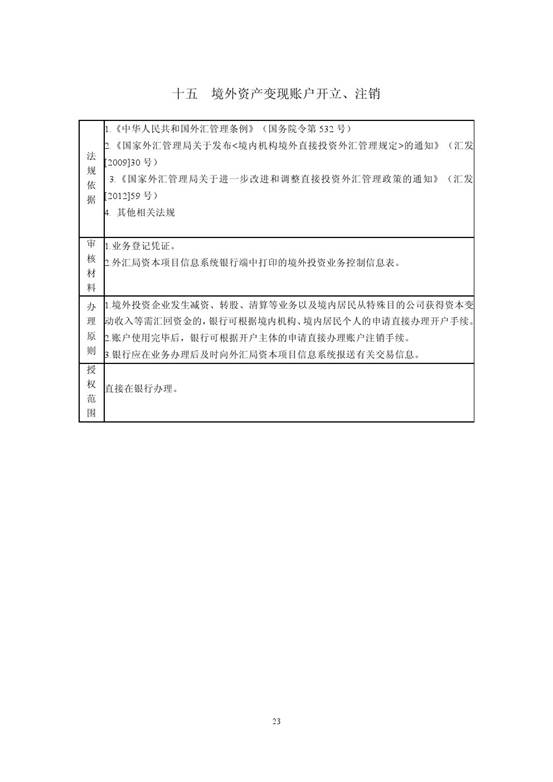 十五 境外资产变现账户开立、注销
法规依据
1.《中华人民共和国外汇管理条例》（国务院令第 532 号）
2.《国家外汇管理局关于发布<境内机构境外直接投资外汇管理规定>的通知》（汇发
[2009]30 号）
3.《国家外汇管理局关于进一步改进和调整直接投资外汇管理政策的通知》（汇发
[2012]59 号）
4. 其他相关法规
审核材料
1.业务登记凭证。
2.外汇局资本项目信息系统银行端中打印的境外投资业务控制信息表。
办理原则
1.境外投资企业发生减资、转股、清算等业务以及境内居民从特殊目的公司获得资本变
动收入等需汇回资金的，银行可根据境内机构、境内居民个人的申请直接办理开户手续。
2.账户使用完毕后，银行可根据开户主体的申请直接办理账户注销手续。
3.银行应在业务办理后及时向外汇局资本项目信息系统报送有关交易信息。
授权范围
直接在银行办理。
23